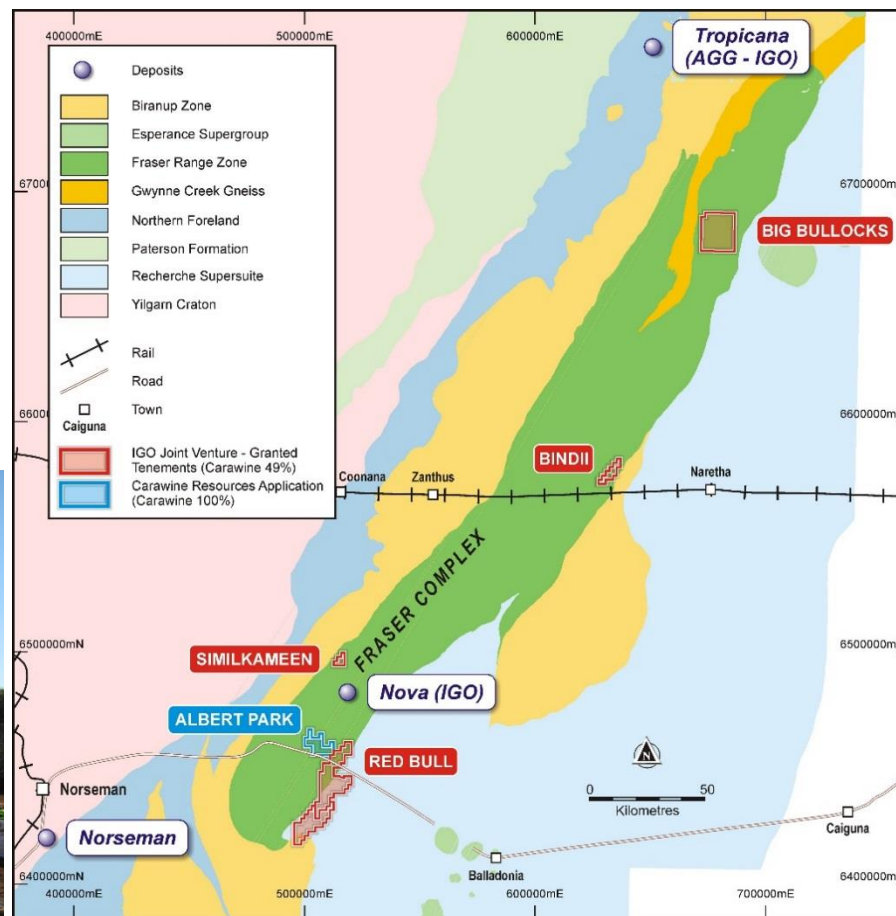 400000mE
500000mE
600000mE
700000mE
Deposits
Biranup Zone
Esperance Supergroup
Fraser Range Zone
Gwynne Creek Gneiss
Northern Foreland
Paterson Formation
Recherche Supersuite
Yilgarn Craton
Rail
Road
Town
Caiguna
IGO Joint Venture - Granted
Tenements (Carawine 49%)
Carawine Resources Application
(Carawine 100%)
Tropicana
(AGG - IGO)
6700000mN
6700000mN
BIG BULLOCKS
6600000mN
6600000mN
BINDII
Coonana
Zanthus
Naretha
FRASER COMPLEX
6500000mN
6500000mN
SIMILKAMEEN
Nova (IGO)
ALBERT PARK
RED BULL
N
0
50
Kilometres
Norseman
Norseman
Caiguna
Balladonia
6400000mN
6400000mN
400000mE
500000mE
600000mE
700000mE